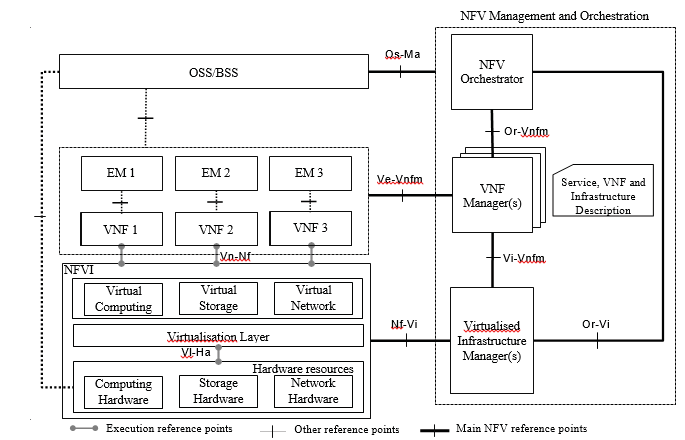 NFV Management and Orchestration
Os-Ma
OSS/BSS
NFV
Orchestrator
Or-Vnfm
EM 1
EM 2
EM 3
Ve-Vnfm
VNF
Manager(s)
Service, VNF and
Infrastructure
Description
VNF 1
VNF 2
VNF 3
Vn-Nf
Vi-Vnfm
NFVI
Virtual
Computing
Virtual
Storage
Virtual
Network
Nf-Vi
Virtualised
Infrastructure
Manager(s)
Or-Vi
Virtualisation Layer
Vl-Ha
Hardware resources
Computing
Hardware
Storage
Hardware
Network
Hardware
Execution reference points
Other reference points
Main NFV reference points